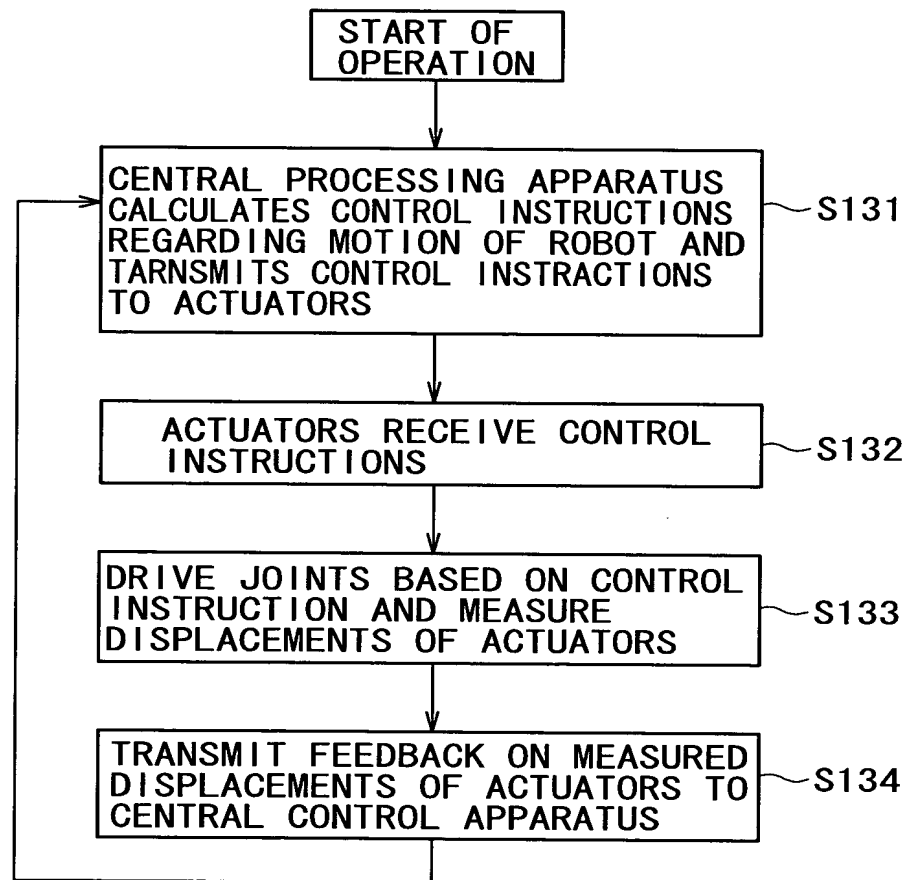 START OF
OPERATION
CENTRAL PROCESSING APPARATUS
CALCULATES CONTROL INSTRUCTIONS
REGARDING MOTION OF ROBOT AND
TARNSMITS CONTROL INSTRACTIONS
TO ACTUATORS
S131
ACTUATORS RECEIVE CONTROL
INSTRUCTIONS
S132
DRIVE JOINTS BASED ON CONTROL
INSTRUCTION AND MEASURE
DISPLACEMENTS OF ACTUATORS
S133
TRANSMIT FEEDBACK ON MEASURED
DISPLACEMENTS OF ACTUATORS TO
CENTRAL CONTROL APPARATUS
S134